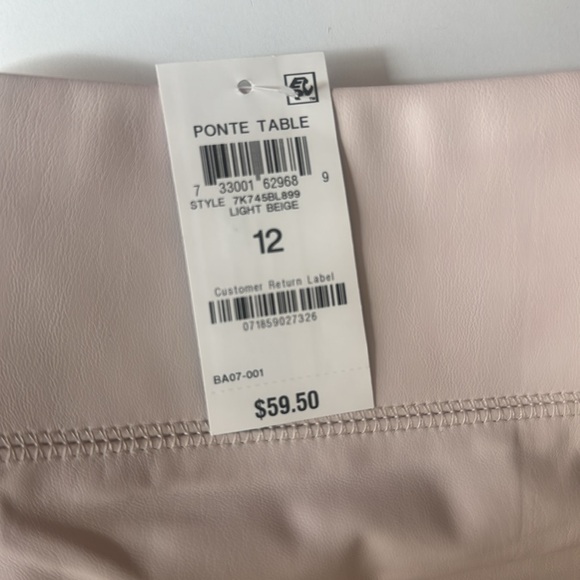 PONTE TABLE
7 33001 62968 9
STYLE 7K745BL899
LIGHT BEIGE
12
Customer Return Label
071859027326
BA07-001
$59.50